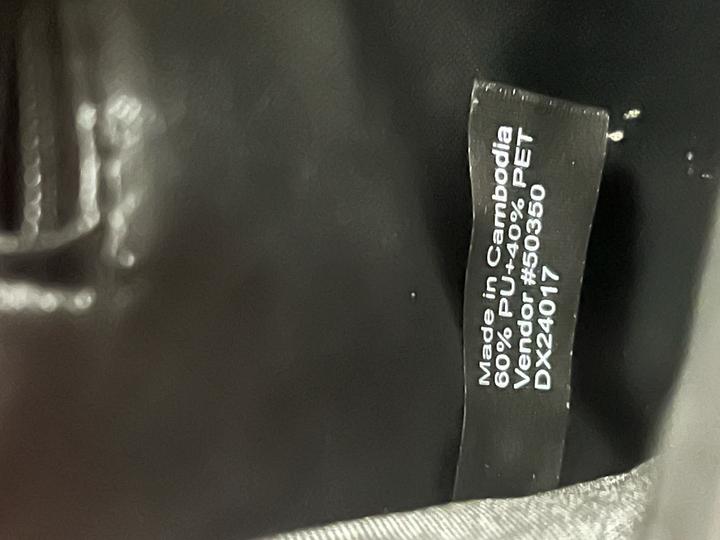 Made in Cambodia
60% PU+40% PET
Vendor #50350
DX24017